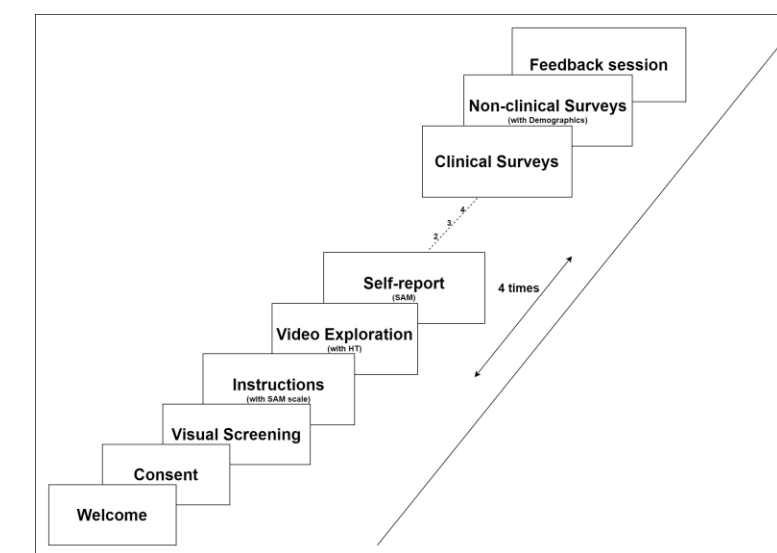 Feedback session
Non-clinical Surveys
(with Demographics)
Clinical Surveys
4
3
2
Self-report
(SAM)
4 times
Video Exploration
(with HT)
Instructions
(with SAM scale)
Visual Screening
Consent
Welcome